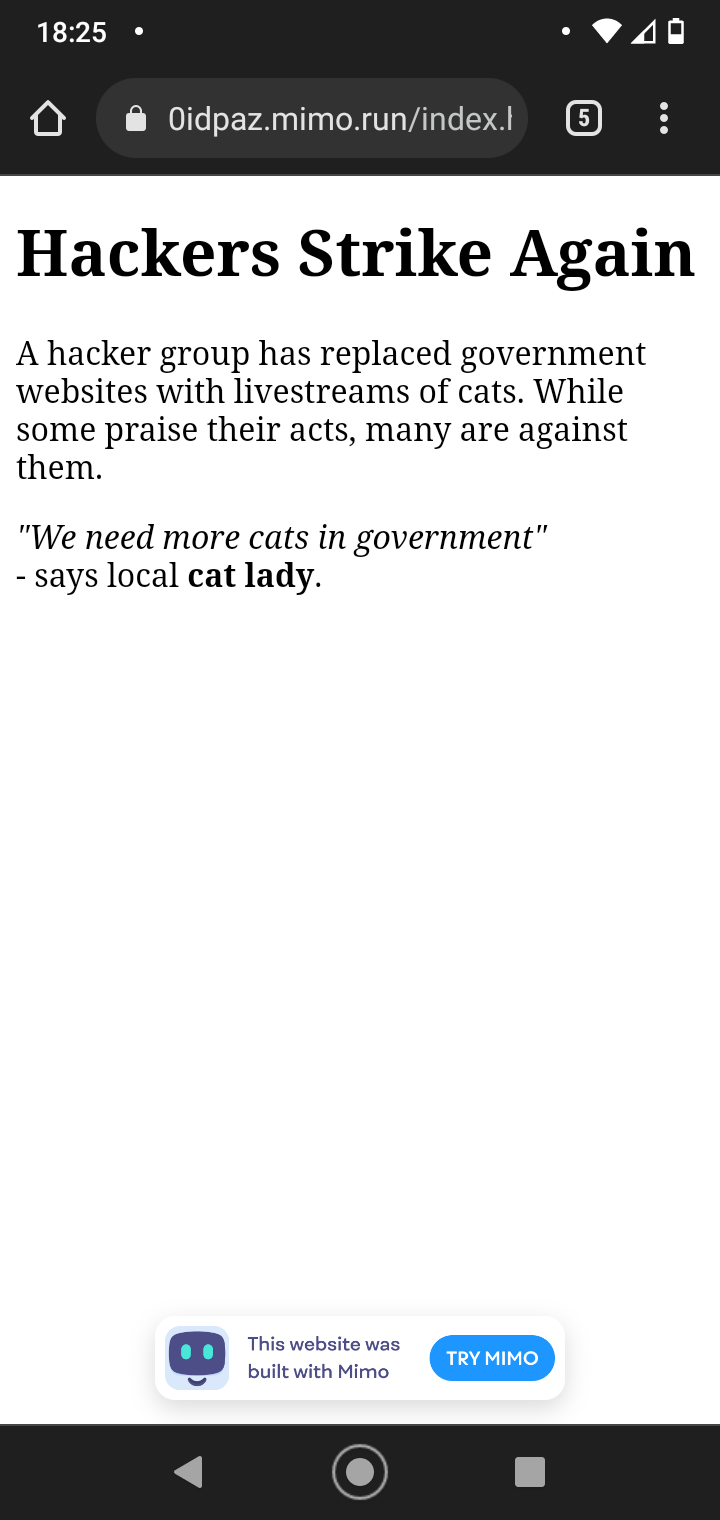 18:25
0idpaz.mimo.run/index.
5
Hackers Strike Again
A hacker group has replaced government
websites with livestreams of cats. While
some praise their acts, many are against
them.
"We need more cats in government"
- says local cat lady.
This website was
built with Mimo
TRY MIMO